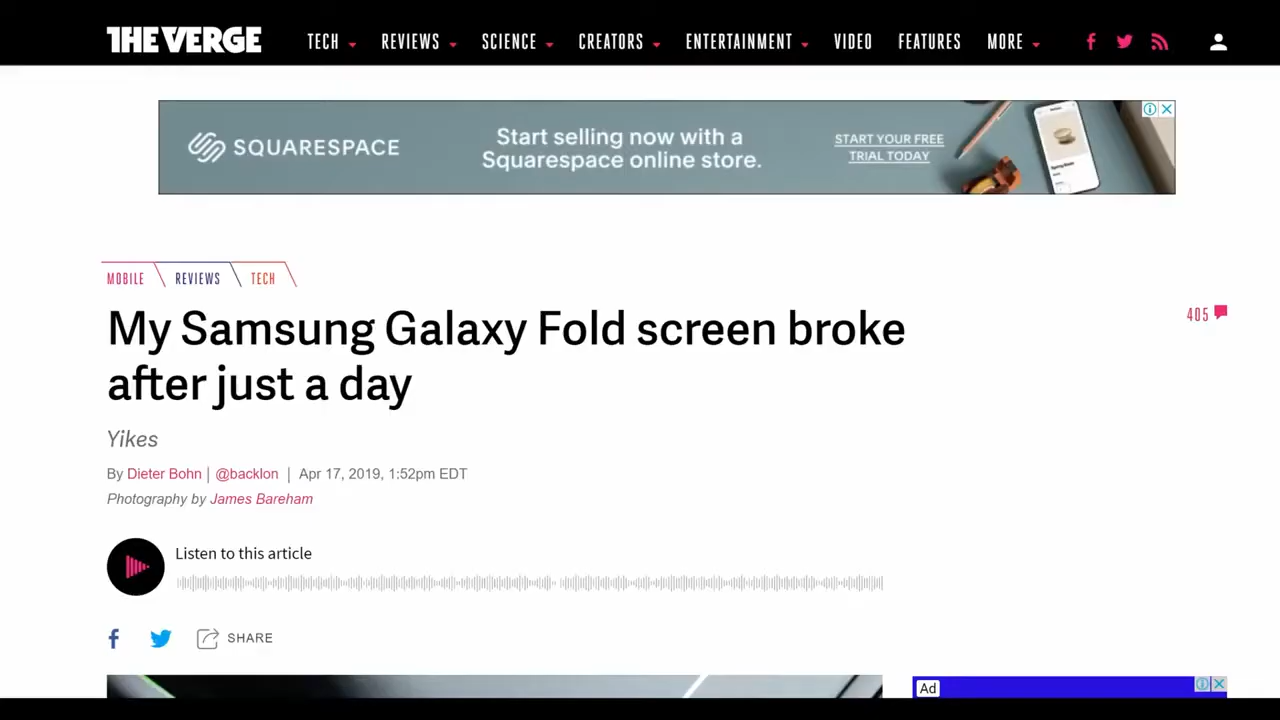 THE VERGE
TECH REVIEWS SCIENCE CREATORS ENTERTAINMENT VIDEO FEATURES MORE
SQUARESPACE
Start selling now with a
Squarespace online store.
START YOUR FREE
TRIAL TODAY
MOBILE REVIEWS TECH
My Samsung Galaxy Fold screen broke
after just a day
405
Yikes
By Dieter Bohn | @backlon | Apr 17, 2019, 1:52pm EDT
Photography by James Bareham
Listen to this article
SHARE
Ad